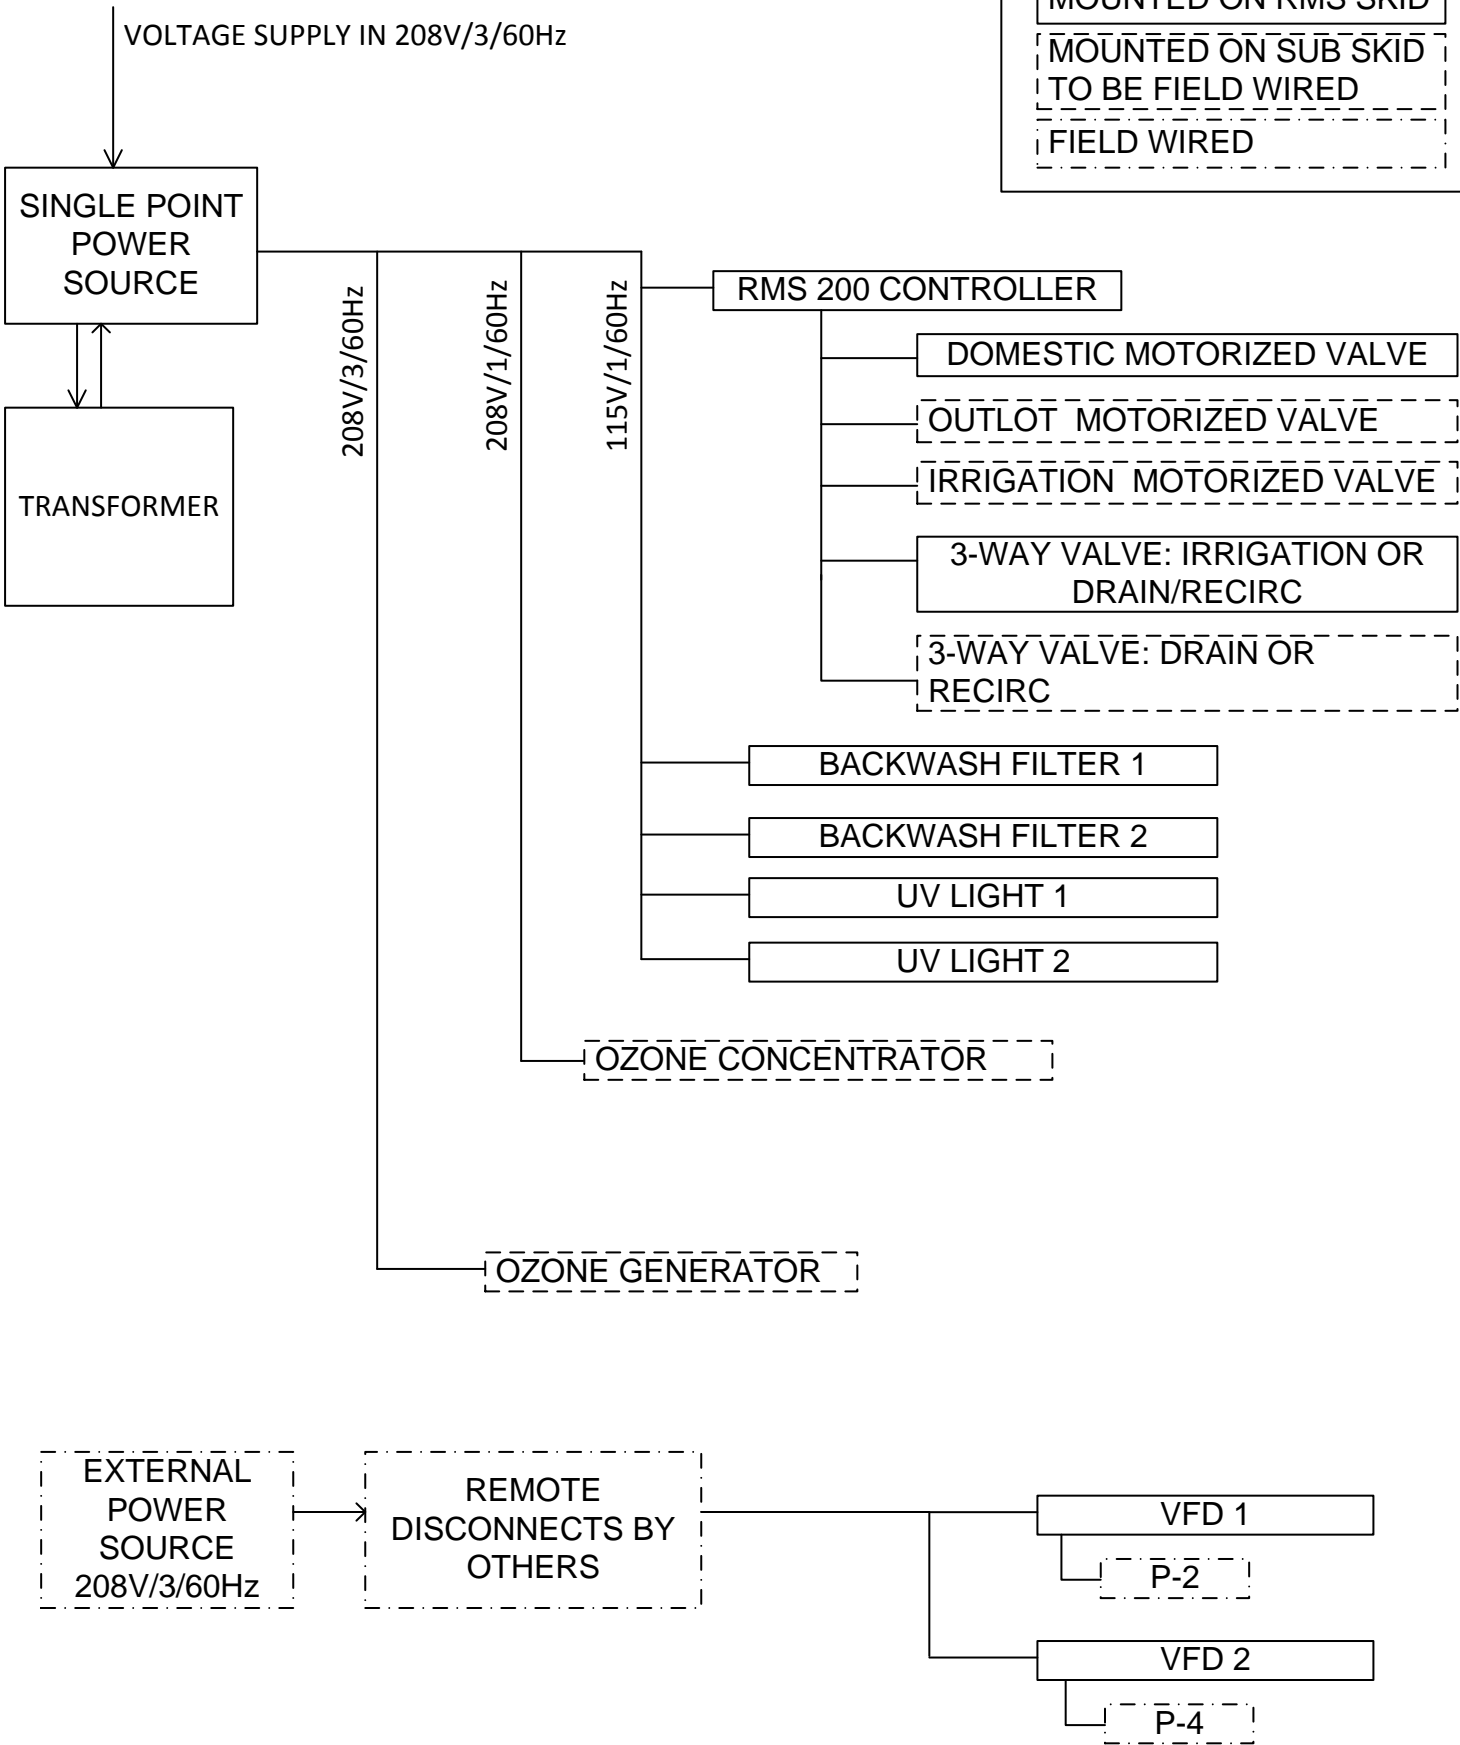 MOUNTED ON RMS SKID
VOLTAGE SUPPLY IN 208V/3/60Hz
MOUNTED ON SUB SKID
TO BE FIELD WIRED
FIELD WIRED
SINGLE POINT
POWER
SOURCE
TRANSFORMER
208V/3/60Hz
208V/1/60Hz
115V/1/60Hz
RMS 200 CONTROLLER
DOMESTIC MOTORIZED VALVE
OUTLOT MOTORIZED VALVE
IRRIGATION MOTORIZED VALVE
3-WAY VALVE: IRRIGATION OR
DRAIN/RECIRC
3-WAY VALVE: DRAIN OR
RECIRC
BACKWASH FILTER 1
BACKWASH FILTER 2
UV LIGHT 1
UV LIGHT 2
OZONE CONCENTRATOR
OZONE GENERATOR
EXTERNAL
POWER
SOURCE
208V/3/60Hz
REMOTE
DISCONNECTS BY
OTHERS
VFD 1
P-2
VFD 2
P-4